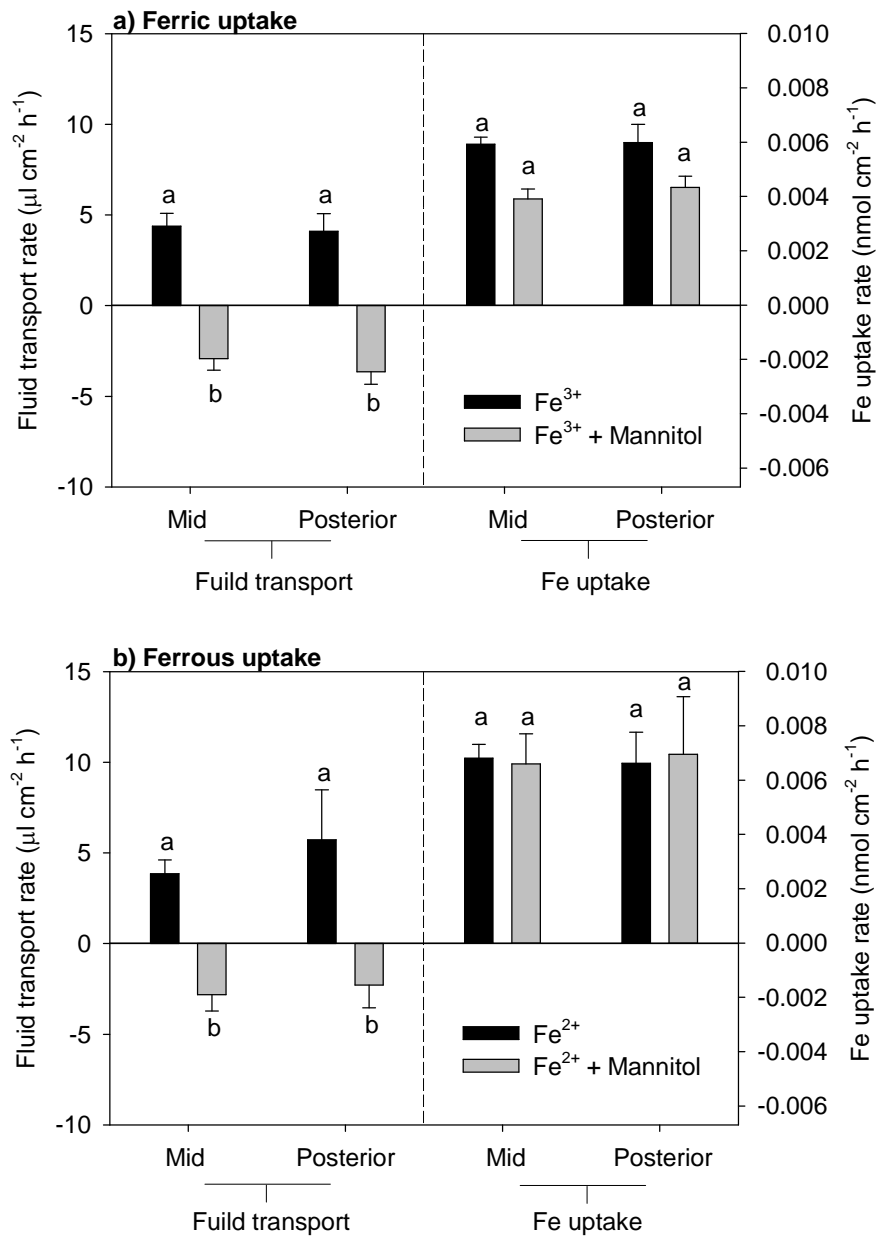 a) Ferric uptake
15
10
5
0
-5
-10
Fluid transport rate (μl cm⁻² h⁻¹)
a
a
b
b
a
a
a
a
0.010
0.008
0.006
0.004
0.002
0.000
-0.002
-0.004
-0.006
Fe uptake rate (nmol cm⁻² h⁻¹)
Fe³⁺
Fe³⁺ + Mannitol
Mid Posterior Mid Posterior
Fuild transport Fe uptake
b) Ferrous uptake
15
10
5
0
-5
-10
Fluid transport rate (μl cm⁻² h⁻¹)
a
a
b
b
a
a
a
a
0.010
0.008
0.006
0.004
0.002
0.000
-0.002
-0.004
-0.006
Fe uptake rate (nmol cm⁻² h⁻¹)
Fe²⁺
Fe²⁺ + Mannitol
Mid Posterior Mid Posterior
Fuild transport Fe uptake